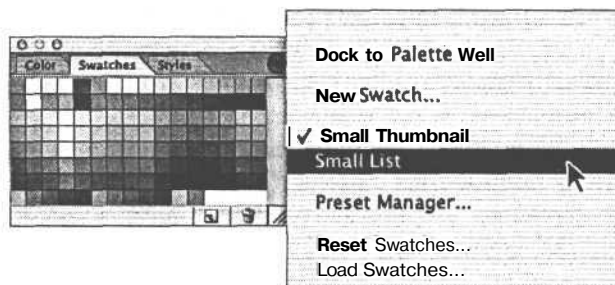 Color Swatches Styles
Dock to Palette Well
New Swatch...
✓ Small Thumbnail
Small List
Preset Manager...
Reset Swatches...
Load Swatches...